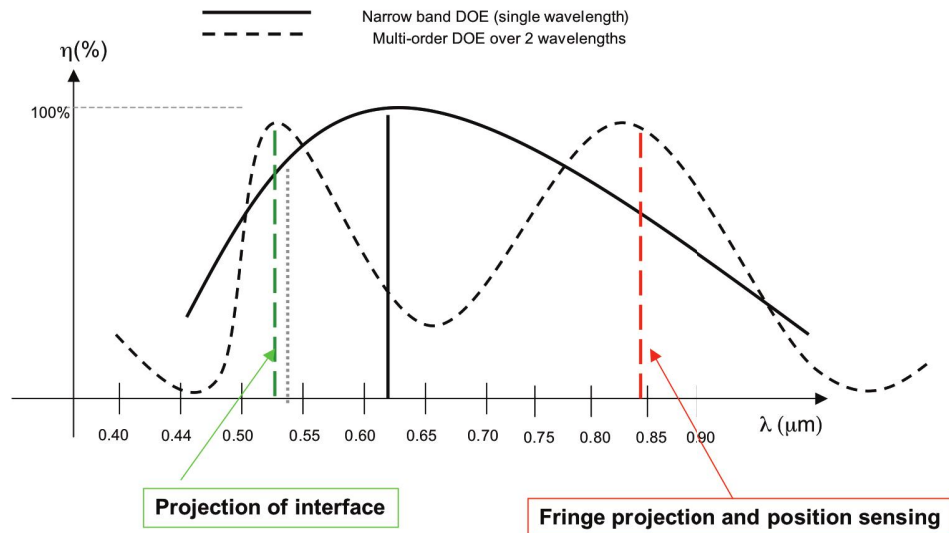 Narrow band DOE (single wavelength)
Multi-order DOE over 2 wavelengths
η(%)
100%
0.40 0.44 0.50 0.55 0.60 0.65 0.70 0.75 0.80 0.85 0.90
λ (μm)
Projection of interface
Fringe projection and position sensing